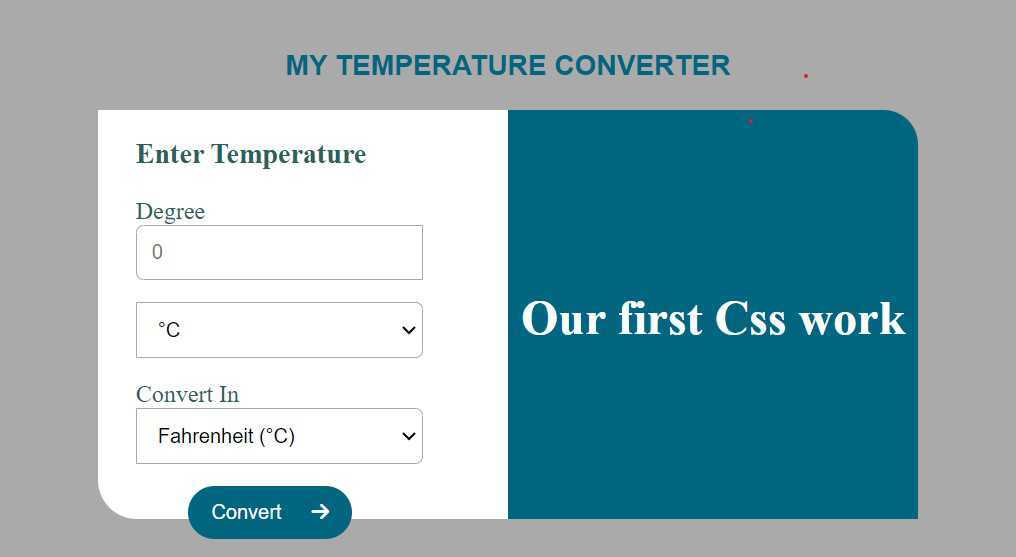 MY TEMPERATURE CONVERTER
Enter Temperature
Degree
0
°C
Convert In
Fahrenheit (°C)
Convert
Our first Css work